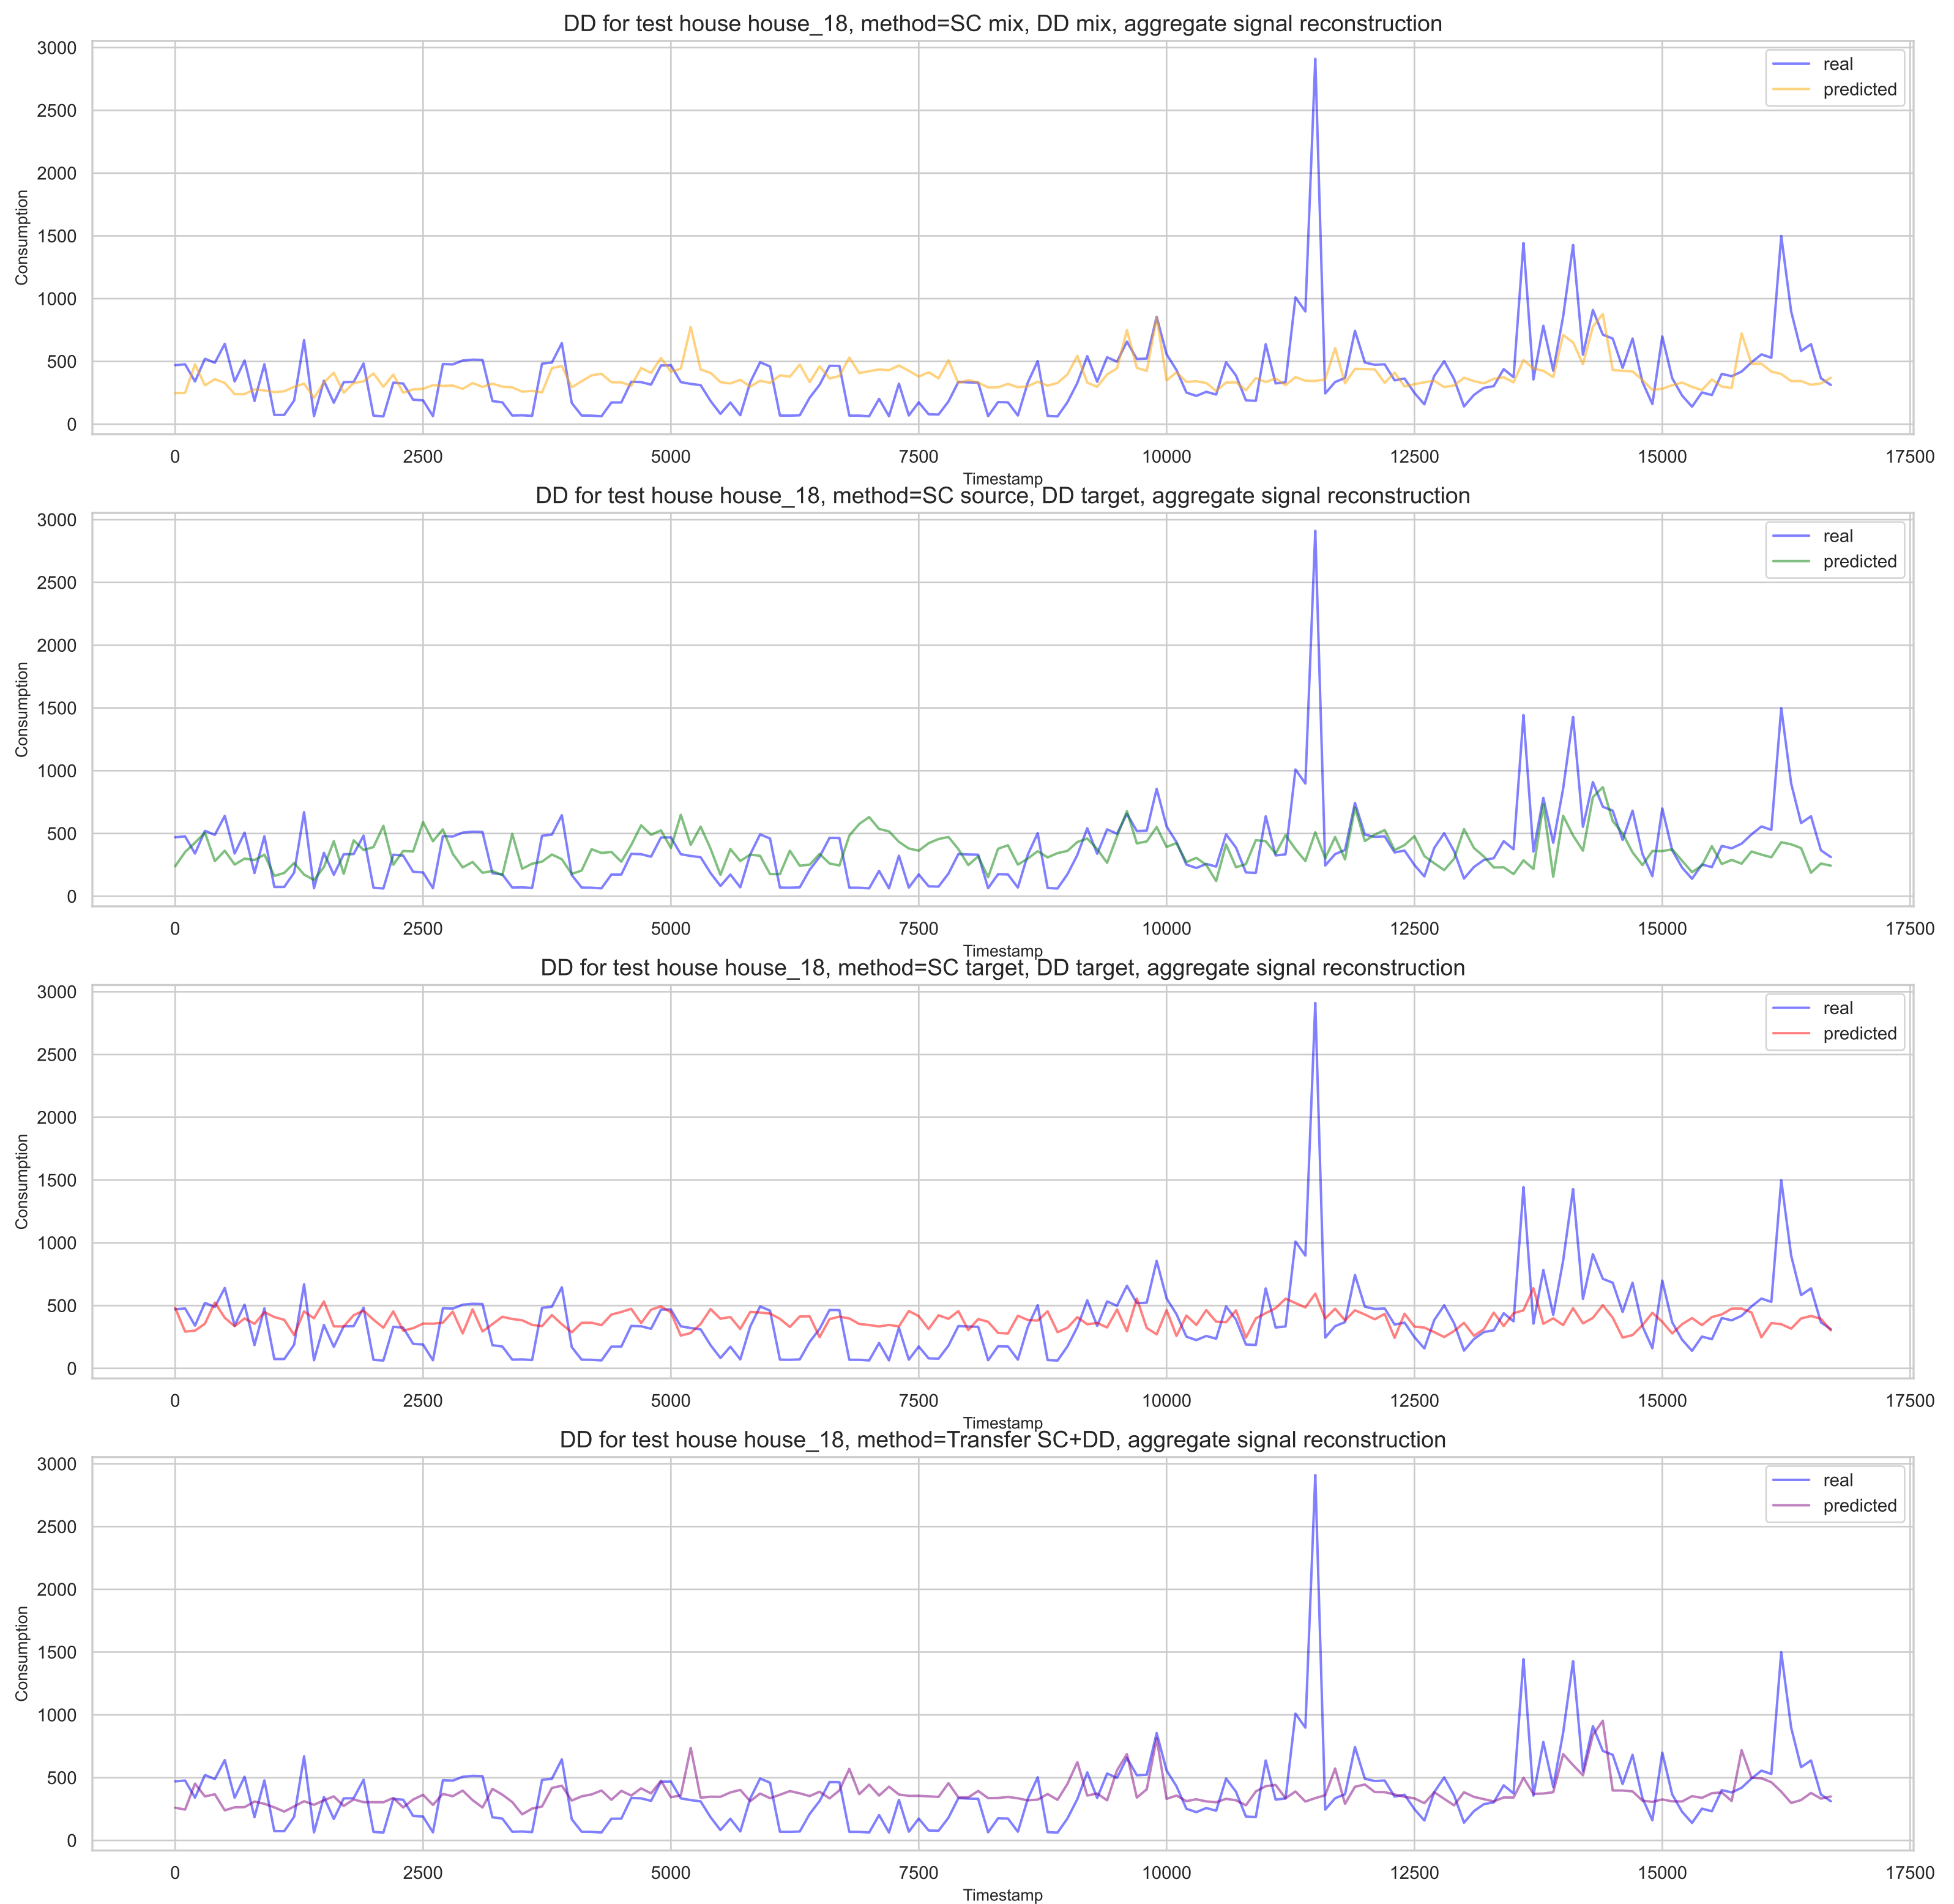 DD for test house house_18, method=SC mix, DD mix, aggregate signal reconstruction
3000
2500
2000
1500
1000
500
0
Consumption
real
predicted
0 2500 5000 7500 10000 12500 15000 17500
Timestamp
DD for test house house_18, method=SC source, DD target, aggregate signal reconstruction
3000
2500
2000
1500
1000
500
0
Consumption
real
predicted
0 2500 5000 7500 10000 12500 15000 17500
Timestamp
DD for test house house_18, method=SC target, DD target, aggregate signal reconstruction
3000
2500
2000
1500
1000
500
0
Consumption
real
predicted
0 2500 5000 7500 10000 12500 15000 17500
Timestamp
DD for test house house_18, method=Transfer SC+DD, aggregate signal reconstruction
3000
2500
2000
1500
1000
500
0
Consumption
real
predicted
0 2500 5000 7500 10000 12500 15000 17500
Timestamp